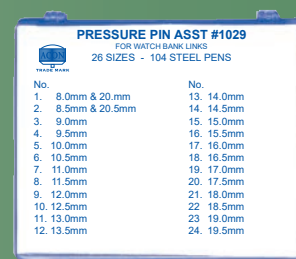 PRESSURE PIN ASST #1029
FOR WATCH BANK LINKS
26 SIZES - 104 STEEL PENS
TRADE MARK
No.
1. 8.0mm & 20.mm
2. 8.5mm & 20.5mm
3. 9.0mm
4. 9.5mm
5. 10.0mm
6. 10.5mm
7. 11.0mm
8. 11.5mm
9. 12.0mm
10. 12.5mm
11. 13.0mm
12. 13.5mm
No.
13. 14.0mm
14. 14.5mm
15. 15.0mm
16. 15.5mm
17. 16.0mm
18. 16.5mm
19. 17.0mm
20. 17.5mm
21. 18.0mm
22 18.5mm
23 19.0mm
24. 19.5mm